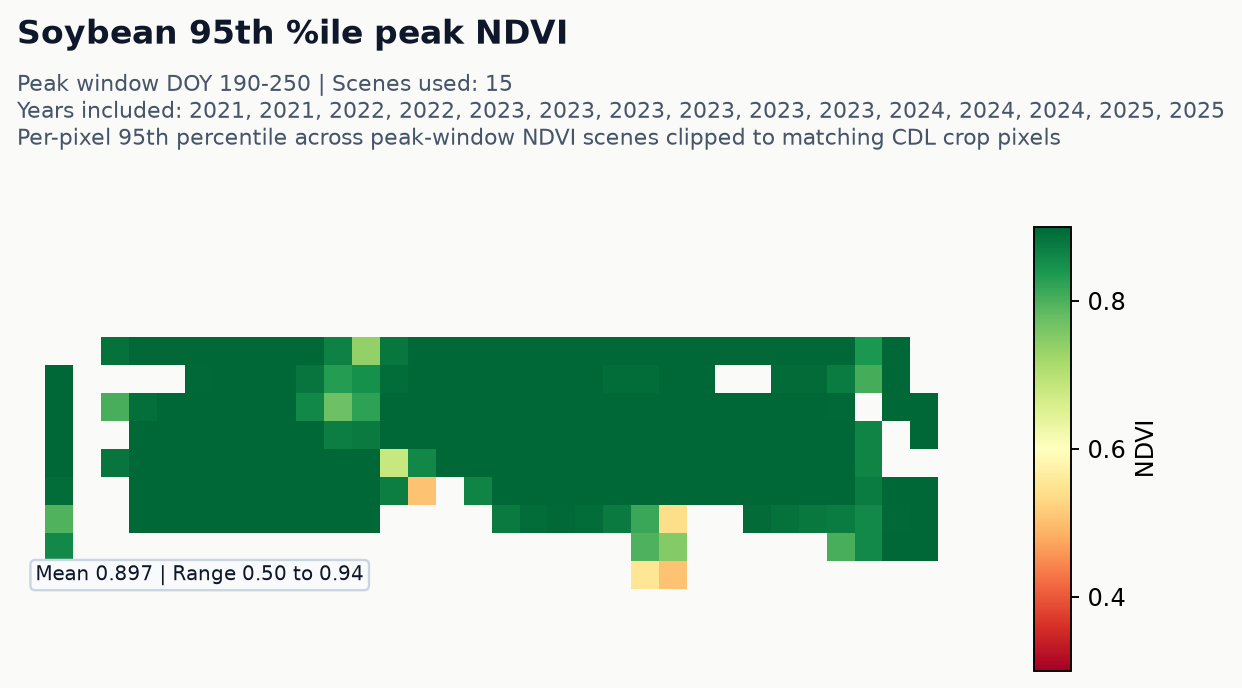 Soybean 95th %ile peak NDVI
Peak window DOY 190-250 | Scenes used: 15
Years included: 2021, 2021, 2022, 2022, 2023, 2023, 2023, 2023, 2023, 2023, 2024, 2024, 2024, 2025, 2025
Per-pixel 95th percentile across peak-window NDVI scenes clipped to matching CDL crop pixels
0.8
0.6
0.4
NDVI
Mean 0.897 | Range 0.50 to 0.94